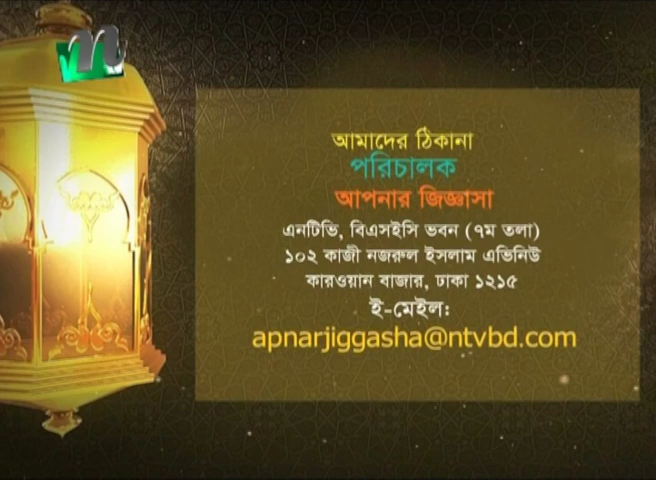 আমাদের ঠিকানা
পরিচালক
আপনার জিজ্ঞাসা
এনটিভি, বিএসইসি ভবন (৭ম তলা)
১০২ কাজী নজরুল ইসলাম এভিনিউ
কারওয়ান বাজার, ঢাকা ১২১৫
ই-মেইল:
apnarjiggasha@ntvbd.com